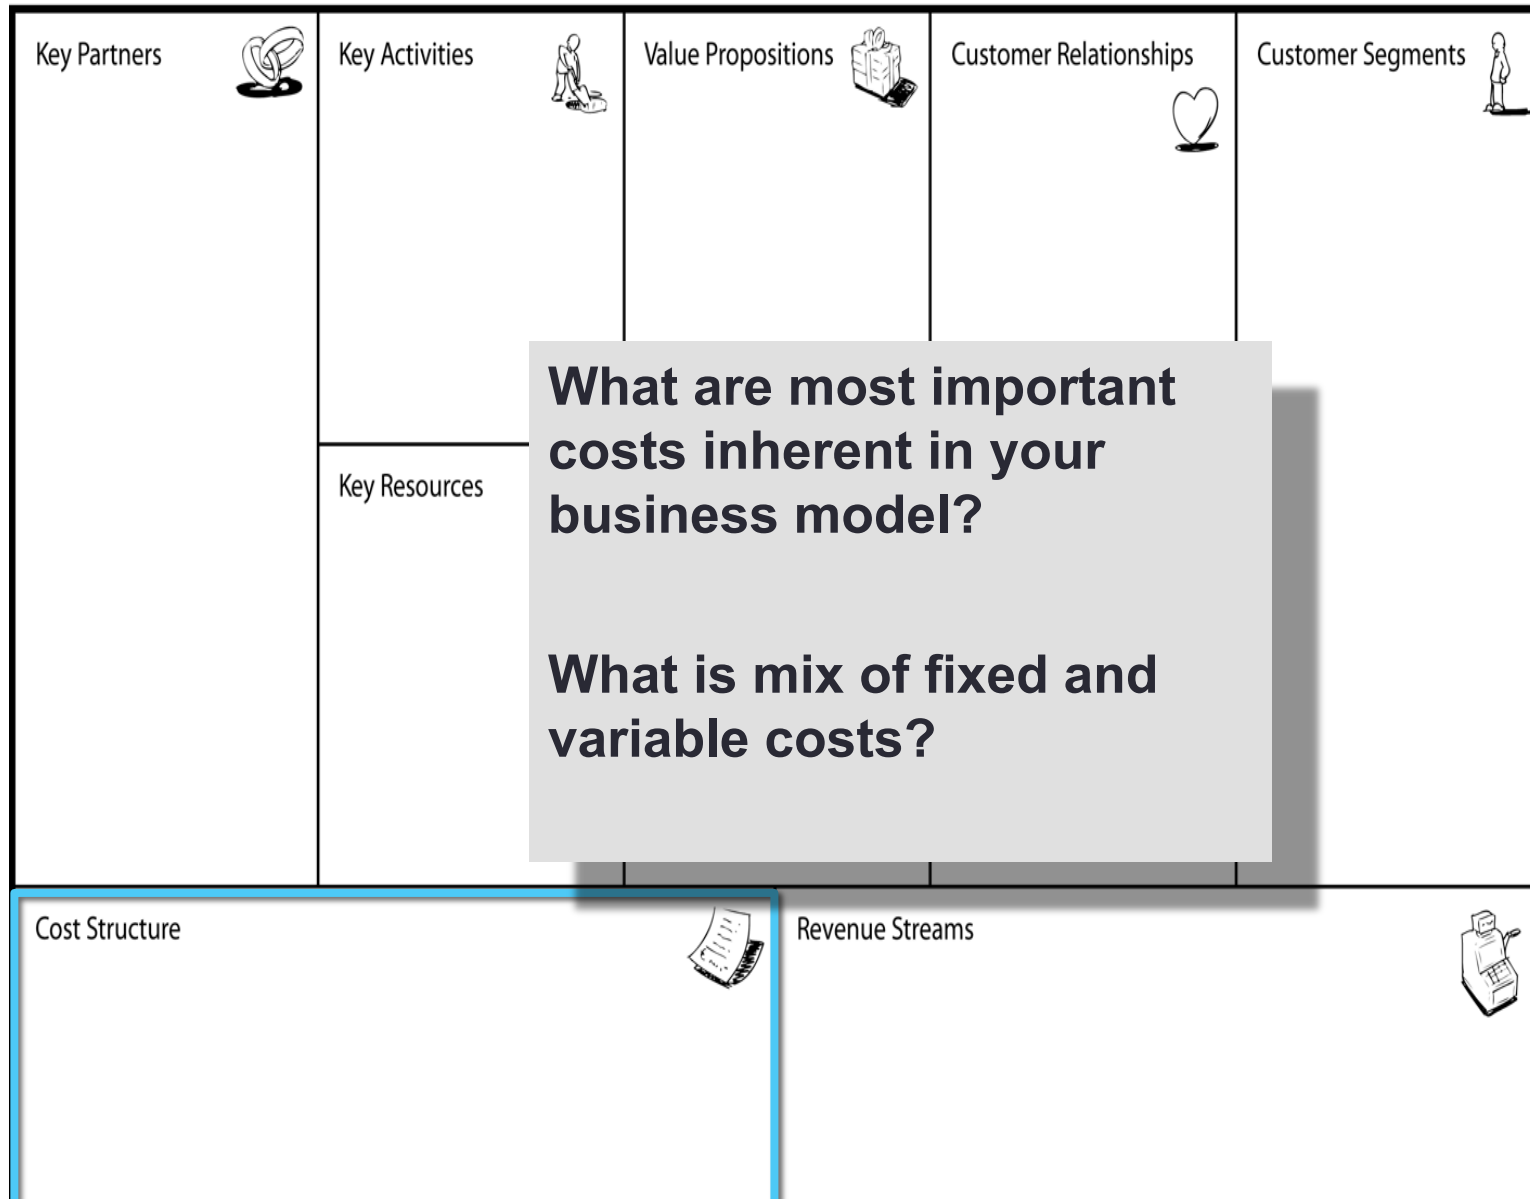 Key Partners
Key Activities
Value Propositions
Customer Relationships
Customer Segments
What are most important
costs inherent in your
business model?
What is mix of fixed and
variable costs?
Key Resources
Cost Structure
Revenue Streams